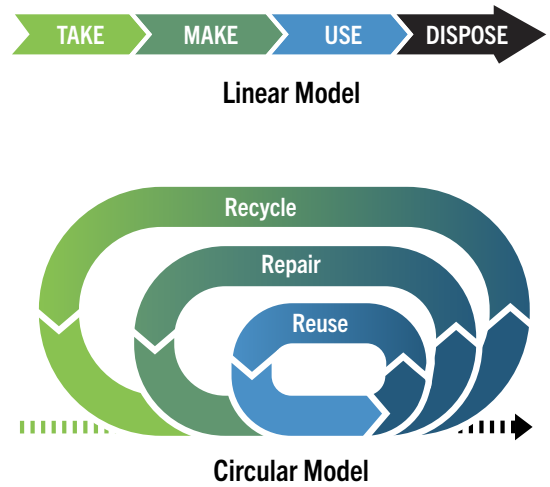 TAKE MAKE USE DISPOSE
Linear Model
Recycle
Repair
Reuse
Circular Model